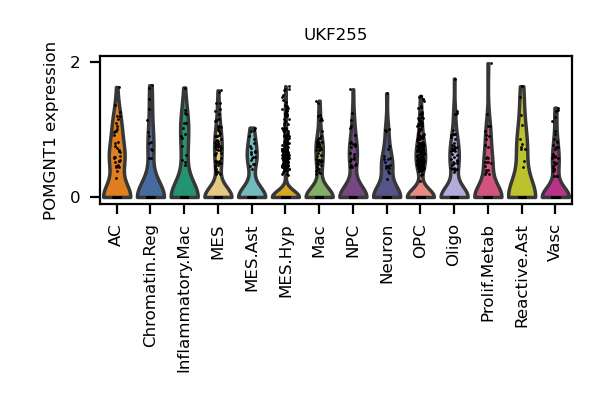 UKF255
POMGNT1 expression
2
0
AC
Chromatin.Reg
Inflammatory.Mac
MES
MES.Ast
MES.Hyp
Mac
NPC
Neuron
OPC
Oligo
Prolif.Metab
Reactive.Ast
Vasc